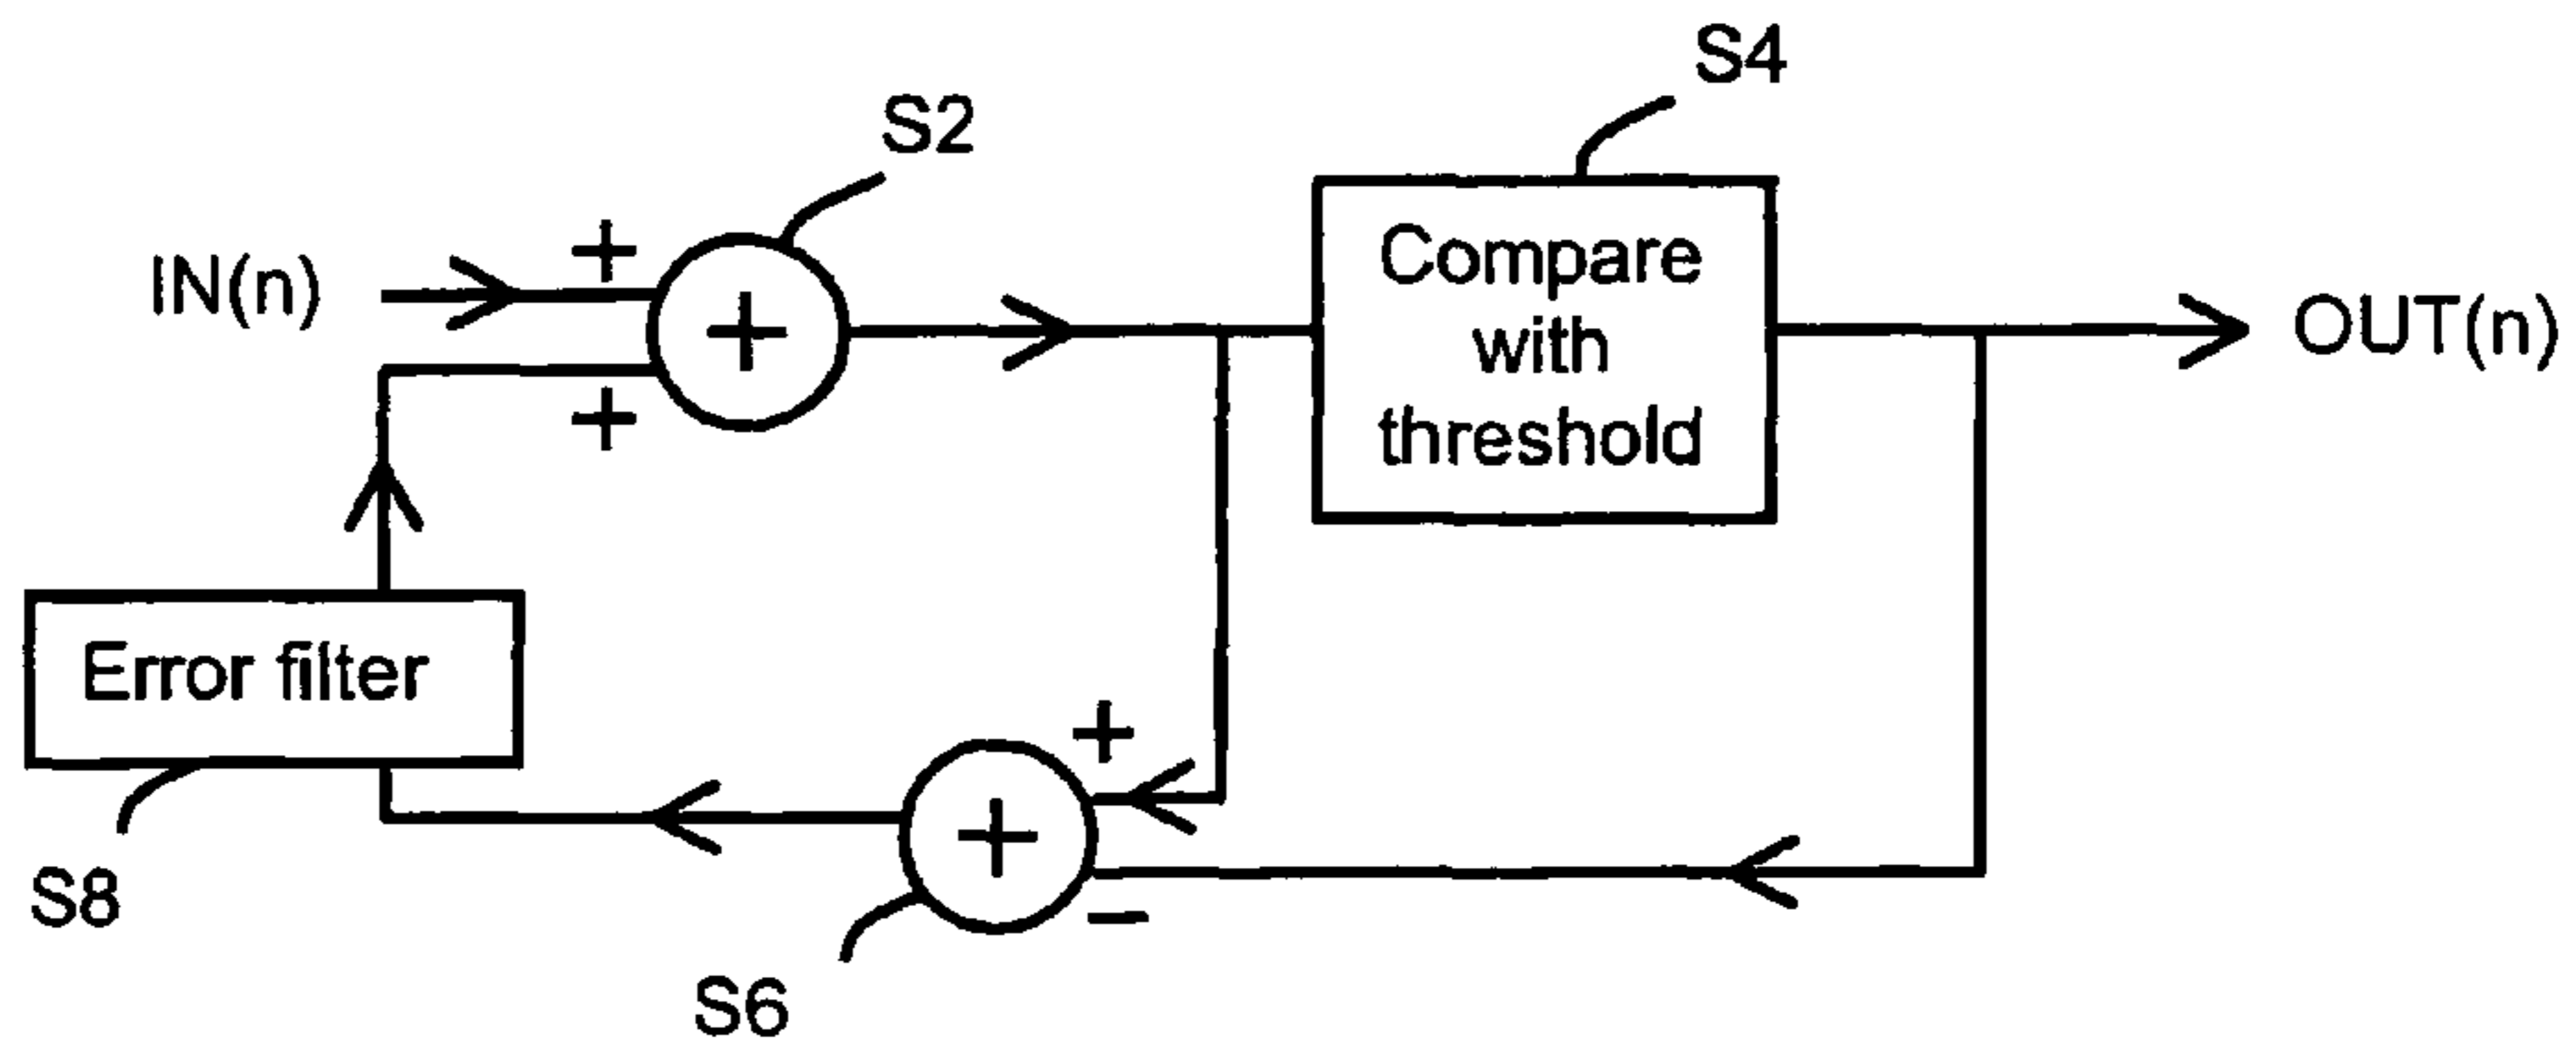 S4
S2
IN(n)
+
+
+
Compare
with
threshold
OUT(n)
Error filter
+
+
−
S8
S6